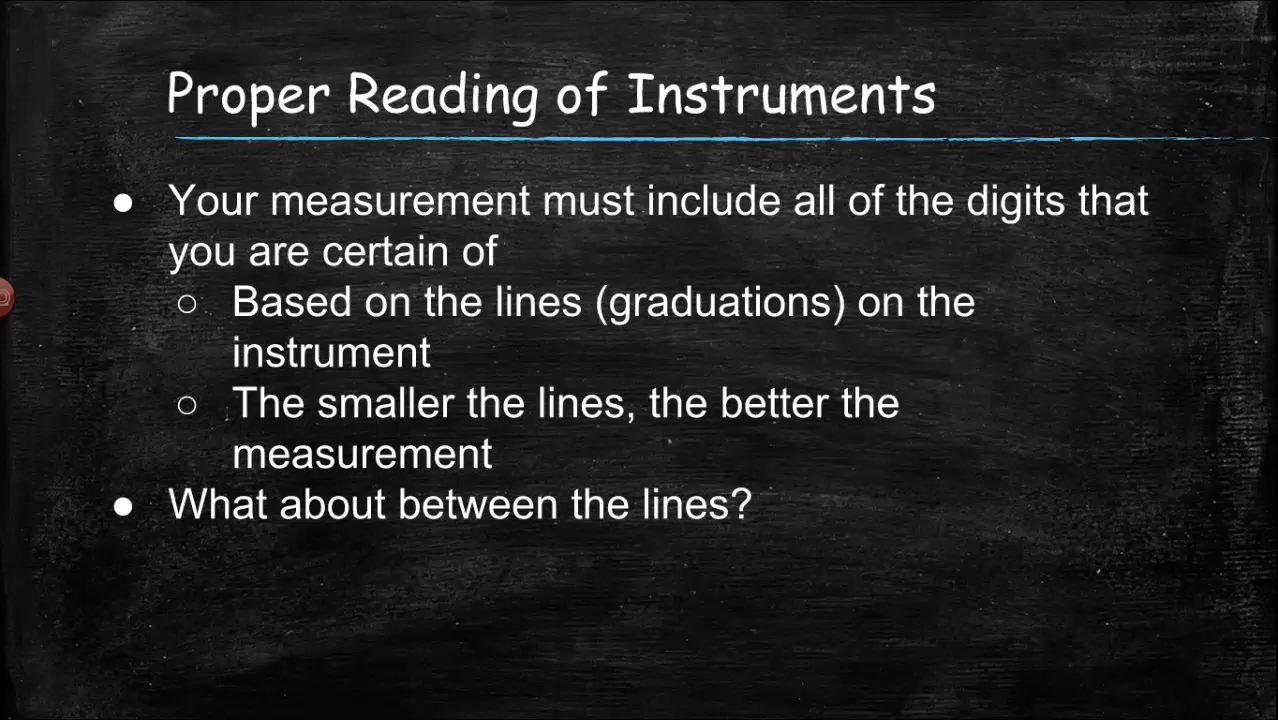 Proper Reading of Instruments
● Your measurement must include all of the digits that
you are certain of
○ Based on the lines (graduations) on the
instrument
○ The smaller the lines, the better the
measurement
● What about between the lines?